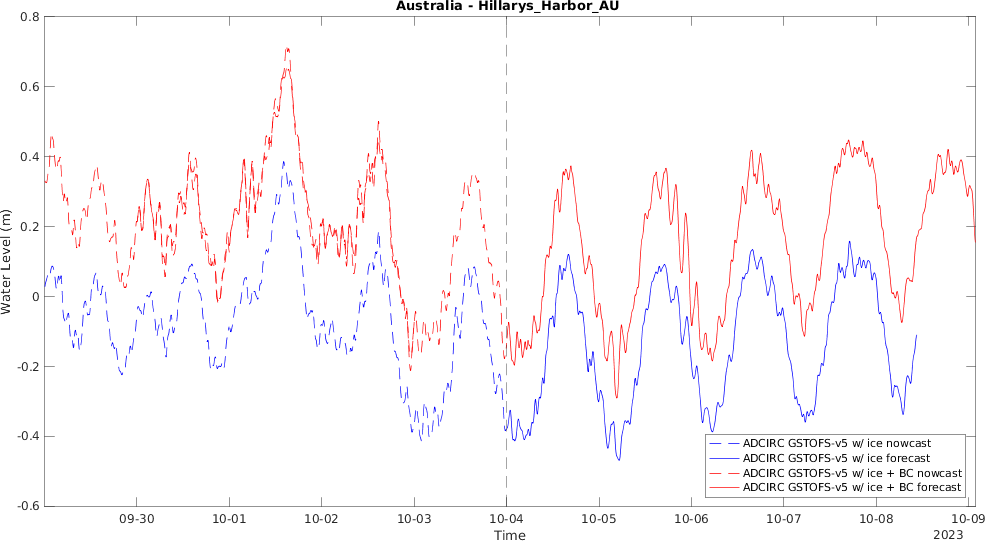 Australia - Hillarys_Harbor_AU
Water Level (m)
0.8
0.6
0.4
0.2
0
-0.2
-0.4
-0.6
ADCIRC GSTOFS-v5 w/ ice nowcast
ADCIRC GSTOFS-v5 w/ ice forecast
ADCIRC GSTOFS-v5 w/ ice + BC nowcast
ADCIRC GSTOFS-v5 w/ ice + BC forecast
09-30 10-01 10-02 10-03 10-04 10-05 10-06 10-07 10-08 10-09
Time
2023